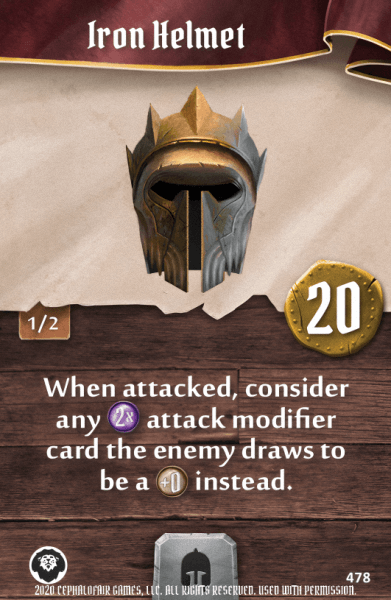 Iron Helmet
20
1/2
When attacked, consider
any 2x attack modifier
card the enemy draws to
be a +0 instead.
478
2020 CEPHALOFAIR GAMES, LLC. ALL RIGHTS RESERVED. USED WITH PERMISSION.